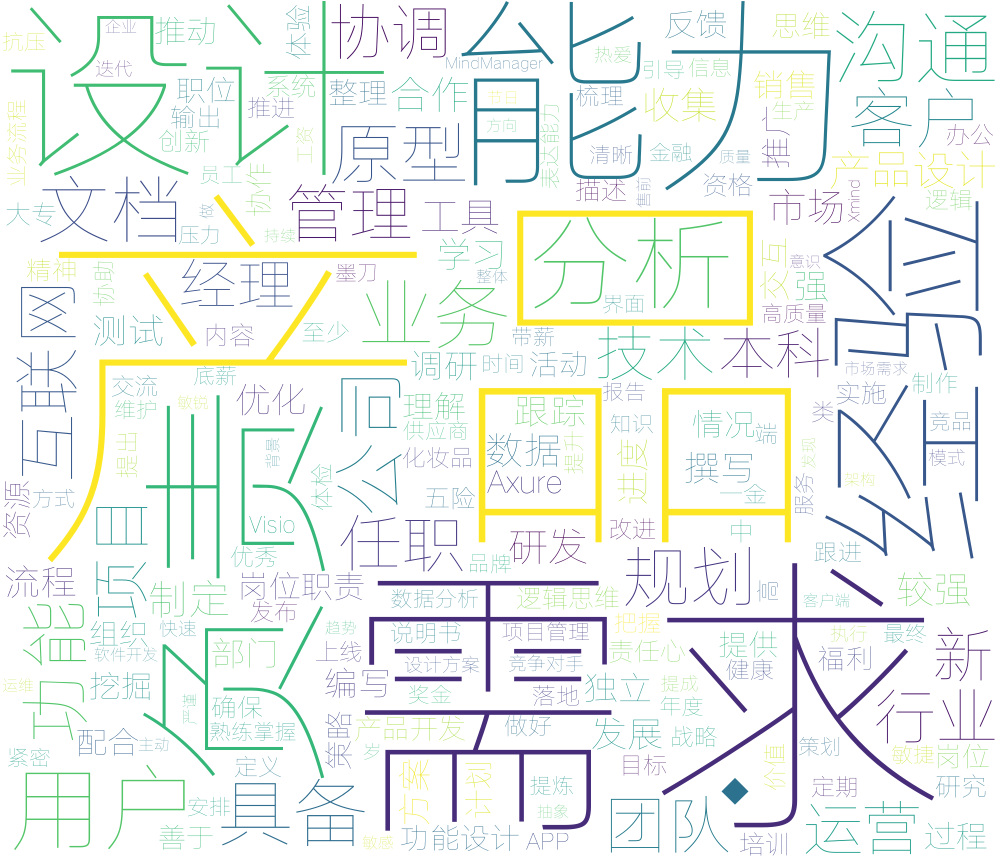 企业
抗压
推动
体验
协调
设计
能力
MindManager
热爱
反馈
思维
沟通
迭代
职位
输出
推进
系统
整理
合作
节日
方向
梳理
引导
信息
收集
销售
生产
客户
业务流程
创新
工资
原型
表达能力
清晰
金融
质量
推广
办公
产品设计
员工
协作
描述
资格
大专
文档
做
压力
持续
管理
工具
售前
市场
xmind
逻辑
精神
协助
经理
墨刀
学习
整体
分析
界面
交互
意识
强
高质量
经验
互联网
测试
内容
至少
业务
带薪
技术
本科
市场需求
产品
底薪
调研
时间
活动
实施
制作
交流
维护
敏锐
优化
公司
理解
供应商
跟踪
报告
知识
情况
端
类
竞品
提出
背景
化妆品
数据
提升
进度
撰写
发现
模式
资源
方式
开发
体检
Axure
一金
服务
架构
项目
Visio
五险
中
优秀
任职
研发
改进
品牌
跟进
流程
岗位职责
规划
高
较强
制定
发布
数据分析
逻辑思维
客户端
功能
组织
快速
趋势
说明书
项目管理
把握
提供
执行
最终
软件开发
部门
上线
设计方案
竞争对手
责任心
健康
福利
新
运维
挖掘
严谨
确保
编写
奖金
落地
独立
提成
年度
需求
行业
配合
主动
熟练掌握
策略
产品开发
做好
发展
战略
策划
敏捷
岗位
紧密
定义
岁
目标
价值
用户
安排
具备
方案
计划
提炼
抽象
团队
定期
研究
善于
敏感
功能设计
APP
培训
运营
过程